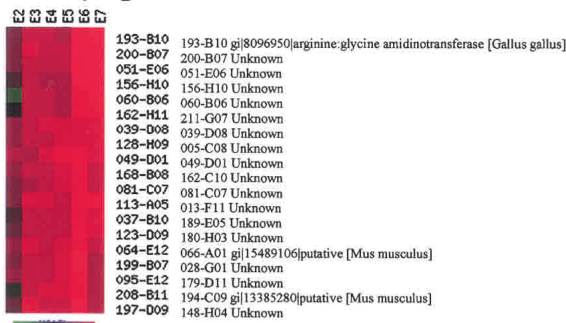 E2 E3 E4 E5 E6 E7
193-B10 193-B10 gi|8096950|arginine:glycine amidinotransferase [Gallus gallus]
200-B07 200-B07 Unknown
051-E06 051-E06 Unknown
156-H10 156-H10 Unknown
060-B06 060-B06 Unknown
162-H11 211-G07 Unknown
039-D08 039-D08 Unknown
128-H09 005-C08 Unknown
049-D01 049-D01 Unknown
168-B08 162-C10 Unknown
081-C07 081-C07 Unknown
113-A05 013-F11 Unknown
037-B10 189-E05 Unknown
123-D09 180-H03 Unknown
064-E12 066-A01 gi|15489106|putative [Mus musculus]
199-B07 028-G01 Unknown
095-E12 179-D11 Unknown
208-B11 194-C09 gi|13385280|putative [Mus musculus]
197-D09 148-H04 Unknown